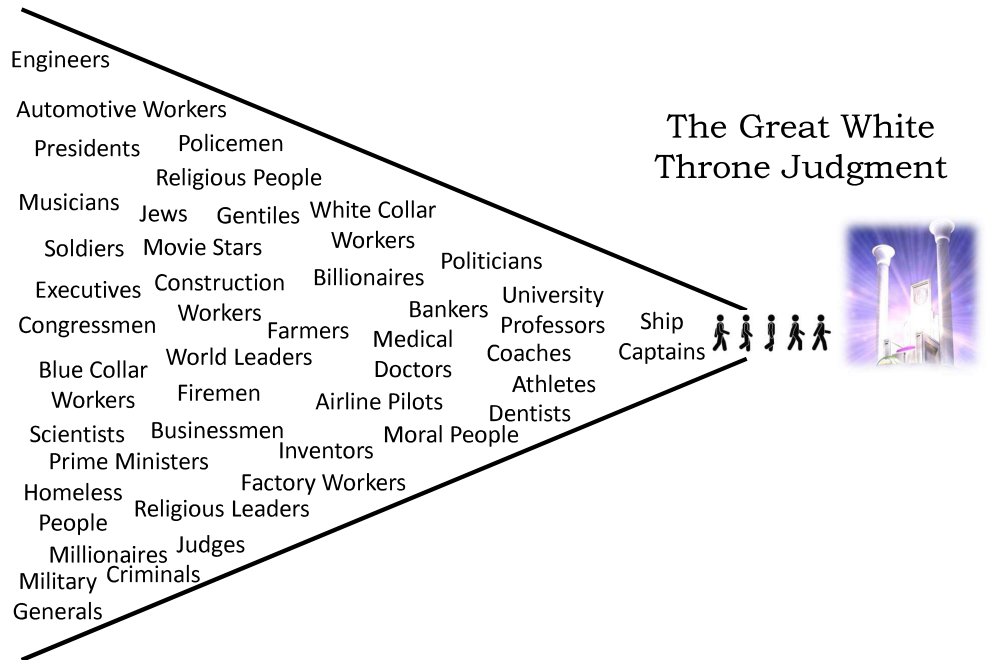 Engineers
Automotive Workers
Presidents
Policemen
Religious People
Musicians
Jews
Gentiles
White Collar
Workers
Soldiers
Movie Stars
Politicians
Executives
Construction
Workers
Billionaires
University
Professors
Bankers
Congressmen
Farmers
Medical
Doctors
Ship
Captains
World Leaders
Coaches
Blue Collar
Workers
Firemen
Airline Pilots
Athletes
Dentists
Scientists
Businessmen
Moral People
Inventors
Prime Ministers
Factory Workers
Homeless
People
Religious Leaders
Judges
Millionaires
Criminals
Military
Generals
The Great White
Throne Judgment